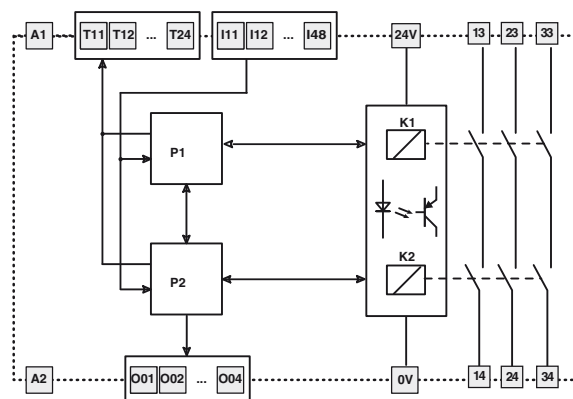 A1 T11 T12 ... T24 I11 I12 ... I48 24V 13 23 33
K1
P1
K2
P2
A2 O01 O02 ... O04 0V 14 24 34